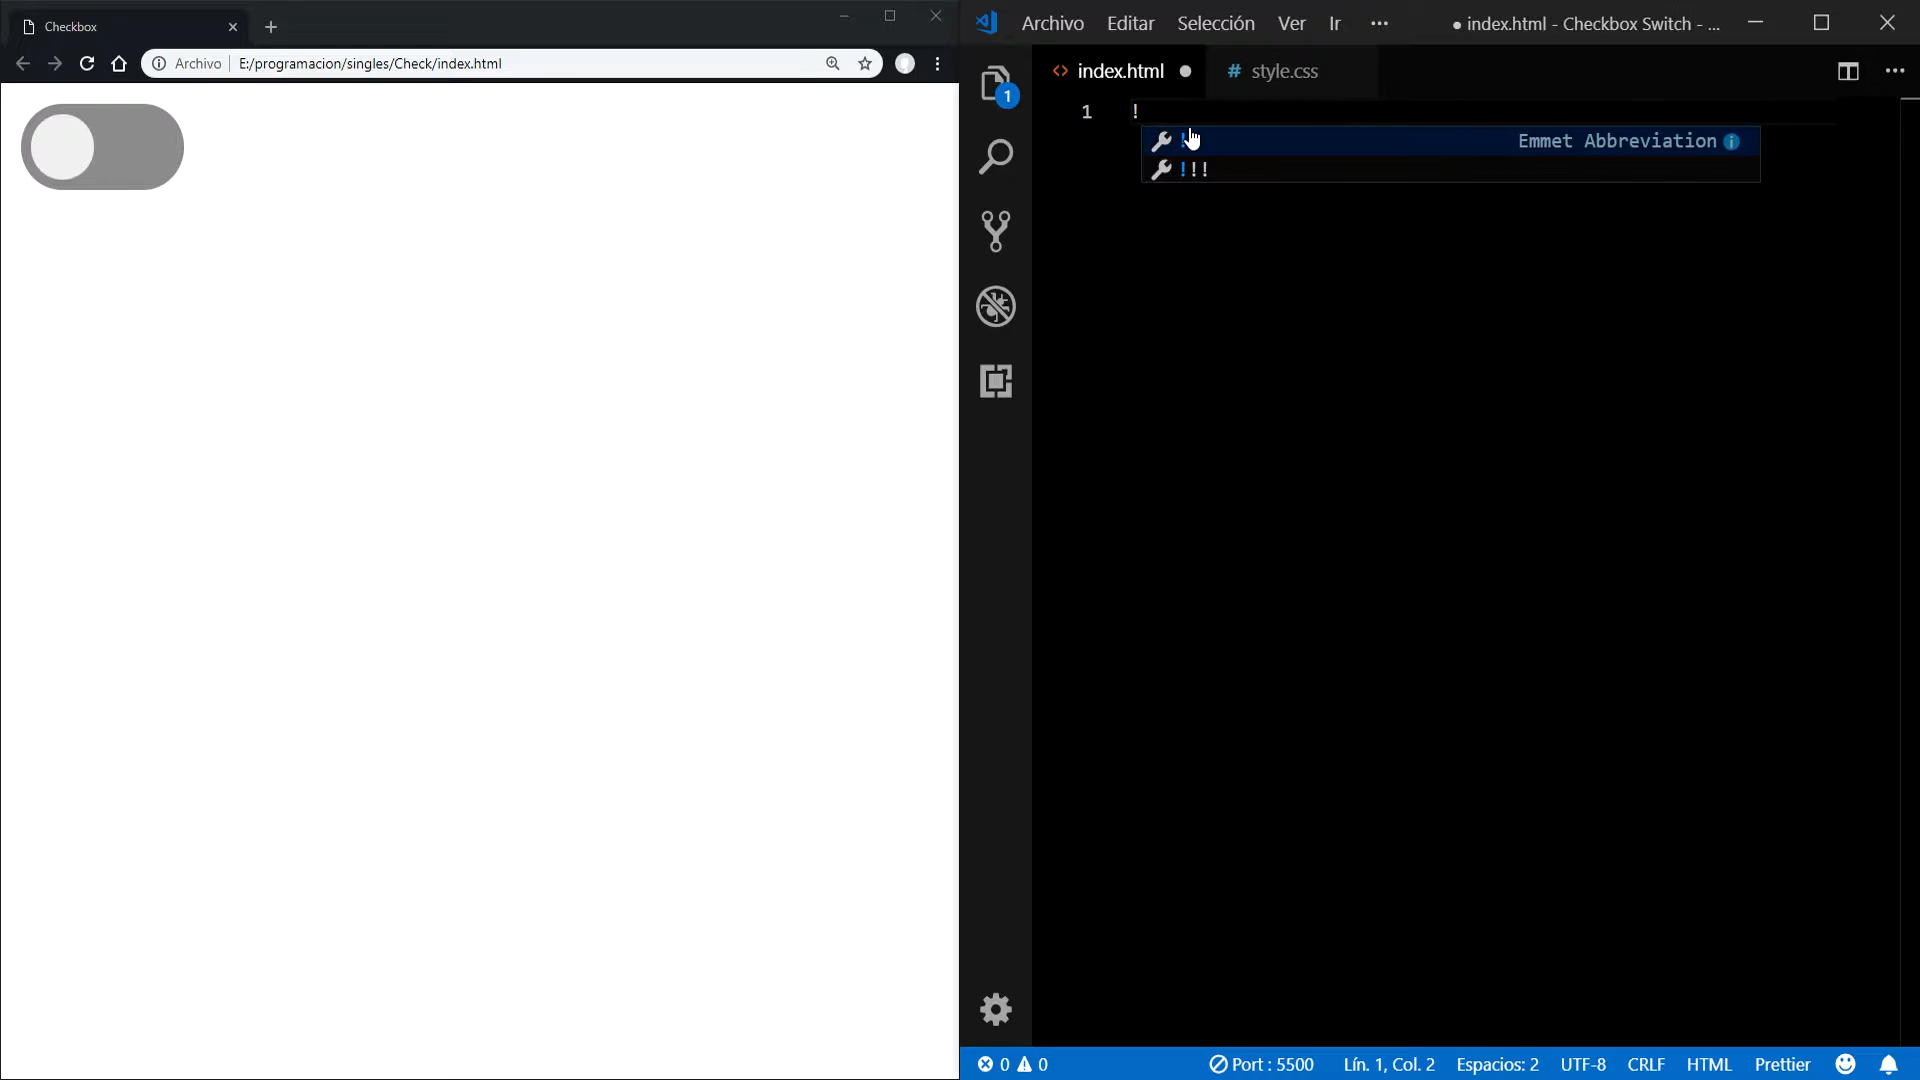 Checkbox
Archivo E:/programacion/singles/Check/index.html
Archivo Editar Selección Ver Ir ··· ● index.html - Checkbox Switch - ...
<> index.html ● # style.css
1
1 !
! Emmet Abbreviation
!!!
0 0 Port : 5500 Lín. 1, Col. 2 Espacios: 2 UTF-8 CRLF HTML Prettier